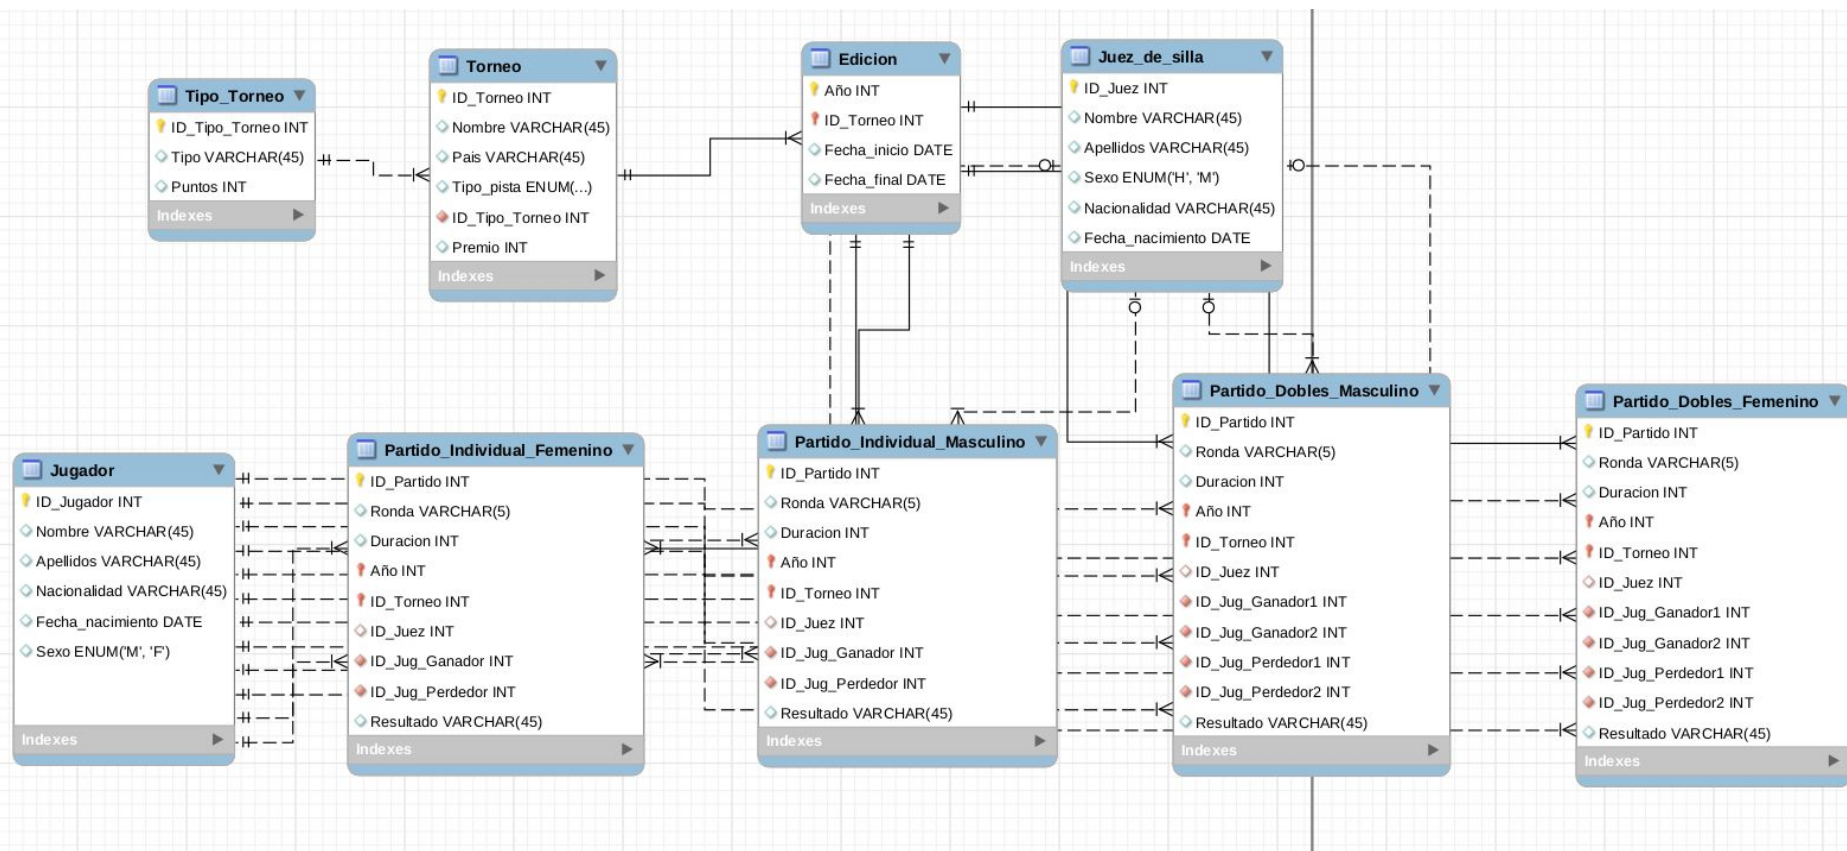 Tipo_Torneo
ID_Tipo_Torneo INT
Tipo VARCHAR(45)
Puntos INT
Indexes
Torneo
ID_Torneo INT
Nombre VARCHAR(45)
Pais VARCHAR(45)
Tipo_pista ENUM(...)
ID_Tipo_Torneo INT
Premio INT
Indexes
Edicion
Año INT
ID_Torneo INT
Fecha_inicio DATE
Fecha_final DATE
Indexes
Juez_de_silla
ID_Juez INT
Nombre VARCHAR(45)
Apellidos VARCHAR(45)
Sexo ENUM('H', 'M')
Nacionalidad VARCHAR(45)
Fecha_nacimiento DATE
Indexes
Jugador
ID_Jugador INT
Nombre VARCHAR(45)
Apellidos VARCHAR(45)
Nacionalidad VARCHAR(45)
Fecha_nacimiento DATE
Sexo ENUM('M', 'F')
Indexes
Partido_Individual_Femenino
ID_Partido INT
Ronda VARCHAR(5)
Duracion INT
Año INT
ID_Torneo INT
ID_Juez INT
ID_Jug_Ganador INT
ID_Jug_Perdedor INT
Resultado VARCHAR(45)
Indexes
Partido_Individual_Masculino
ID_Partido INT
Ronda VARCHAR(5)
Duracion INT
Año INT
ID_Torneo INT
ID_Juez INT
ID_Jug_Ganador INT
ID_Jug_Perdedor INT
Resultado VARCHAR(45)
Indexes
Partido_Dobles_Masculino
ID_Partido INT
Ronda VARCHAR(5)
Duracion INT
Año INT
ID_Torneo INT
ID_Juez INT
ID_Jug_Ganador1 INT
ID_Jug_Ganador2 INT
ID_Jug_Perdedor1 INT
ID_Jug_Perdedor2 INT
Resultado VARCHAR(45)
Indexes
Partido_Dobles_Femenino
ID_Partido INT
Ronda VARCHAR(5)
Duracion INT
Año INT
ID_Torneo INT
ID_Juez INT
ID_Jug_Ganador1 INT
ID_Jug_Ganador2 INT
ID_Jug_Perdedor1 INT
ID_Jug_Perdedor2 INT
Resultado VARCHAR(45)
Indexes